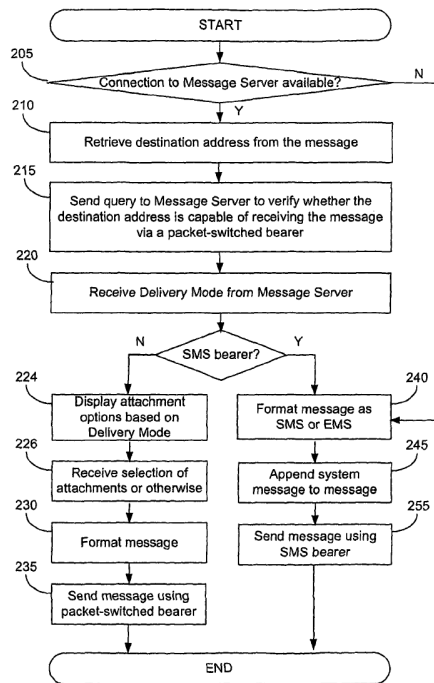 START
205
Connection to Message Server available?
N
Y
210
Retrieve destination address from the message
215
Send query to Message Server to verify whether the
destination address is capable of receiving the message
via a packet-switched bearer
220
Receive Delivery Mode from Message Server
N
SMS bearer?
Y
224
Display attachment
options based on
Delivery Mode
240
Format message as
SMS or EMS
226
Receive selection of
attachments or otherwise
245
Append system
message to message
230
Format message
255
Send message using
SMS bearer
235
Send message using
packet-switched bearer
END